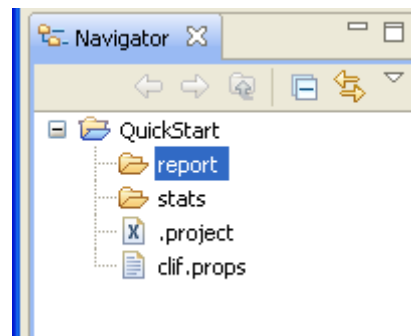 Navigator
QuickStart
report
stats
.project
clif.props